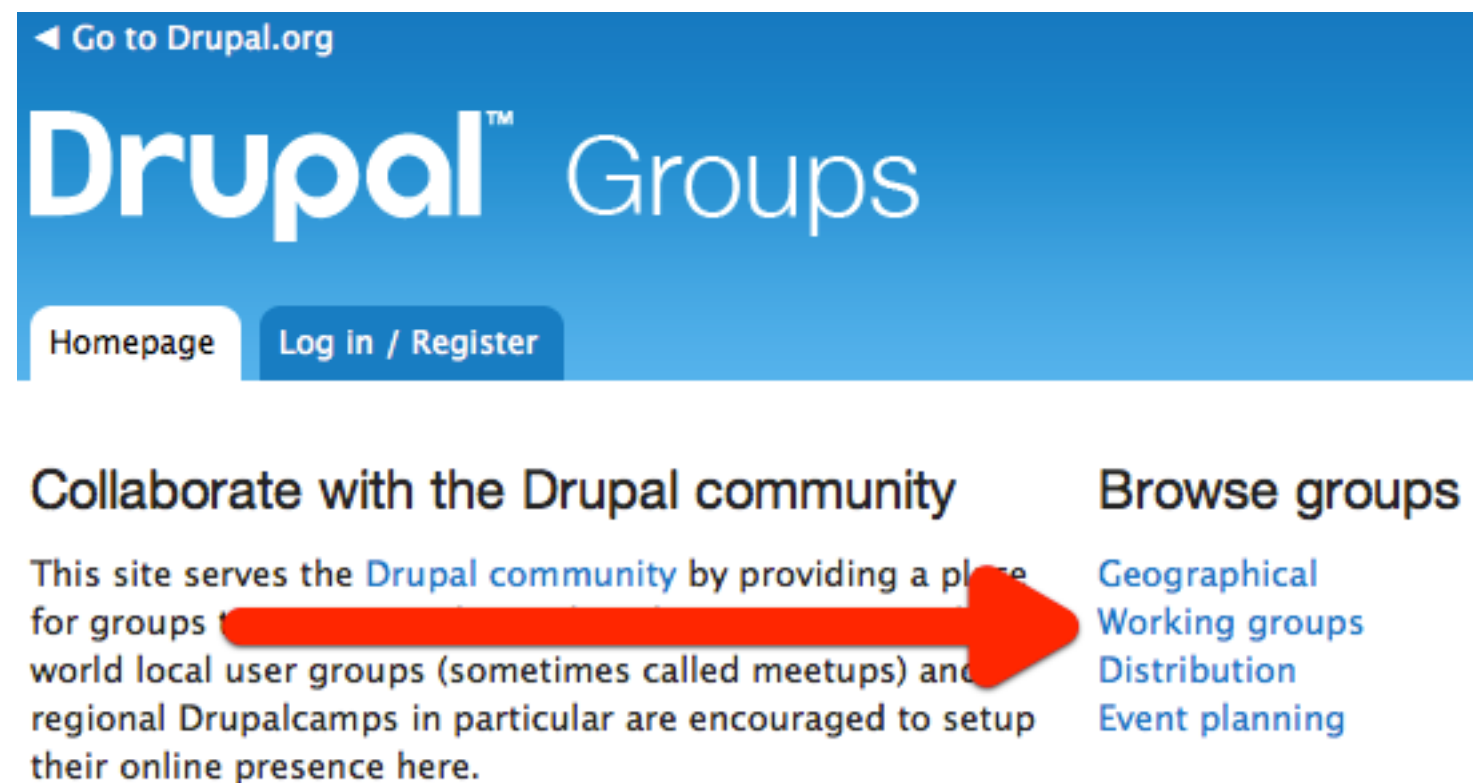 ◀ Go to Drupal.org
Drupal™ Groups
Homepage
Log in / Register
Collaborate with the Drupal community
This site serves the Drupal community by providing a
for groups
world local user groups (sometimes called meetups) and
regional Drupalcamps in particular are encouraged to setup
their online presence here.
Browse groups
Geographical
Working groups
Distribution
Event planning